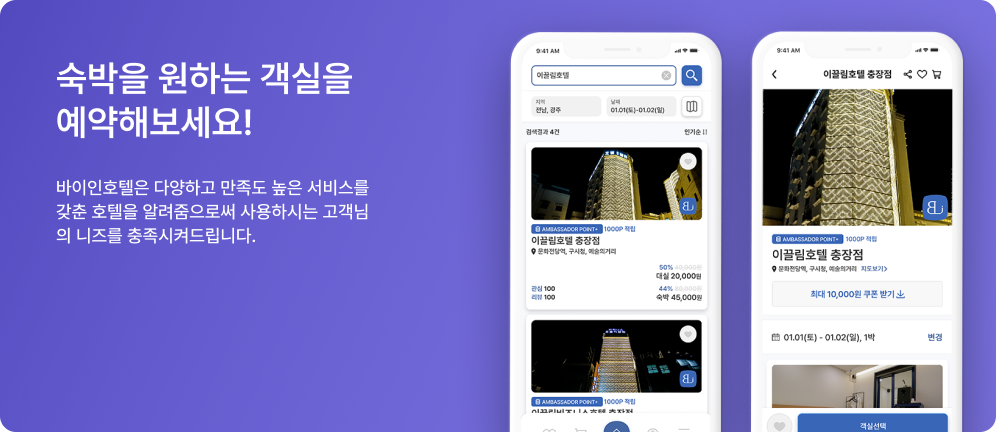 숙박을 원하는 객실을
예약해보세요!
바이인호텔은 다양하고 만족도 높은 서비스를
갖춘 호텔을 알려줌으로써 사용하시는 고객님
의 니즈를 충족시켜드립니다.
9:41 AM
이끌림호텔
지역
전남, 광주
날짜
01.01(토)-01.02(일)
검색결과 4건
인기순
AMBASSADOR POINT+ 1000P 적립
이끌림호텔 충장점
문화전당역, 구시청, 예술의거리
50%
대실 20,000원
관심 100
44%
리뷰 100
숙박 45,000원
AMBASSADOR POINT+ 1000P 적립
이끌림비즈니스호텔 충장점
9:41 AM
이끌림호텔 충장점
AMBASSADOR POINT+ 1000P 적립
이끌림호텔 충장점
문화전당역, 구시청, 예술의거리 지도보기
최대 10,000원 쿠폰 받기
01.01(토) - 01.02(일), 1박
변경
객실선택